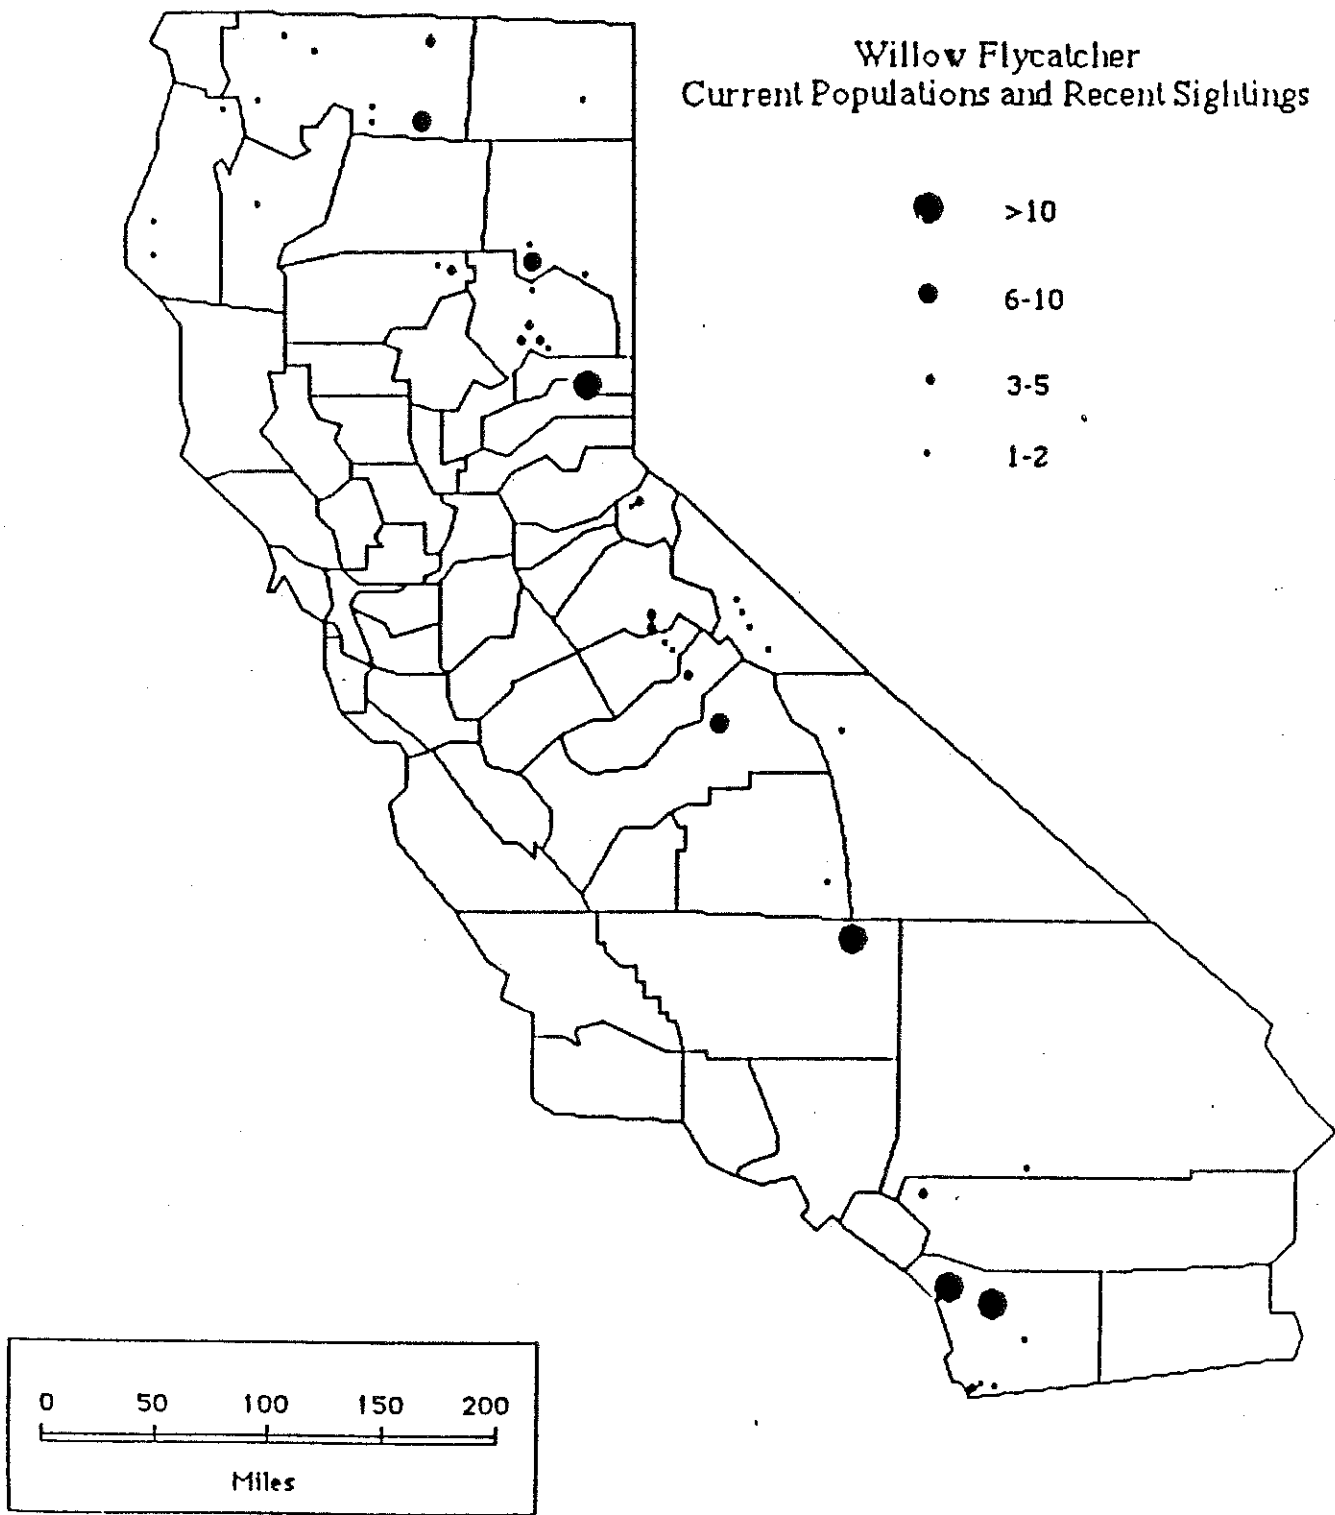 Willow Flycatcher
Current Populations and Recent Sightings
>10
6-10
3-5
1-2
0 50 100 150 200
Miles